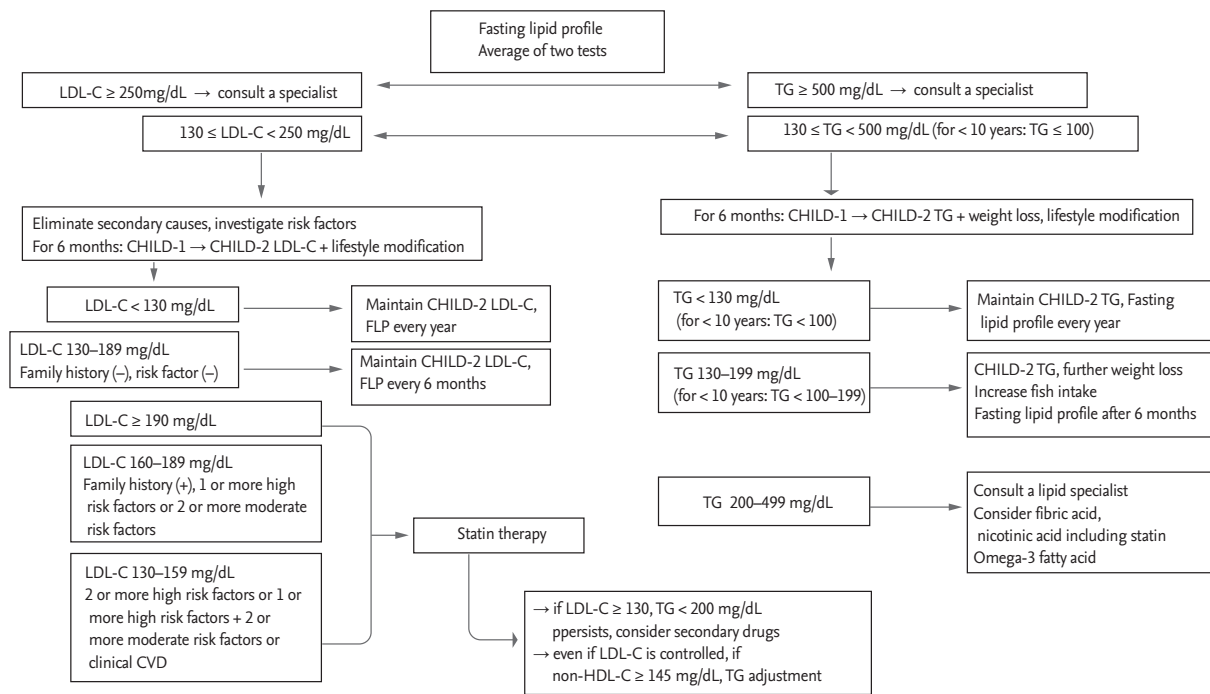 Fasting lipid profile
Average of two tests
LDL-C ≥ 250mg/dL → consult a specialist
TG ≥ 500 mg/dL → consult a specialist
130 ≤ LDL-C < 250 mg/dL
130 ≤ TG < 500 mg/dL (for < 10 years: TG ≤ 100)
Eliminate secondary causes, investigate risk factors
For 6 months: CHILD-1 → CHILD-2 LDL-C + lifestyle modification
For 6 months: CHILD-1 → CHILD-2 TG + weight loss, lifestyle modification
LDL-C < 130 mg/dL
Maintain CHILD-2 LDL-C,
FLP every year
LDL-C 130–189 mg/dL
Family history (–), risk factor (–)
Maintain CHILD-2 LDL-C,
FLP every 6 months
LDL-C ≥ 190 mg/dL
LDL-C 160–189 mg/dL
Family history (+), 1 or more high
risk factors or 2 or more moderate
risk factors
LDL-C 130–159 mg/dL
2 or more high risk factors or 1 or
more high risk factors + 2 or
more moderate risk factors or
clinical CVD
Statin therapy
→ if LDL-C ≥ 130, TG < 200 mg/dL
ppersists, consider secondary drugs
→ even if LDL-C is controlled, if
non-HDL-C ≥ 145 mg/dL, TG adjustment
TG < 130 mg/dL
(for < 10 years: TG < 100)
Maintain CHILD-2 TG, Fasting
lipid profile every year
TG 130–199 mg/dL
(for < 10 years: TG < 100–199)
CHILD-2 TG, further weight loss
Increase fish intake
Fasting lipid profile after 6 months
TG 200–499 mg/dL
Consult a lipid specialist
Consider fibric acid,
nicotinic acid including statin
Omega-3 fatty acid